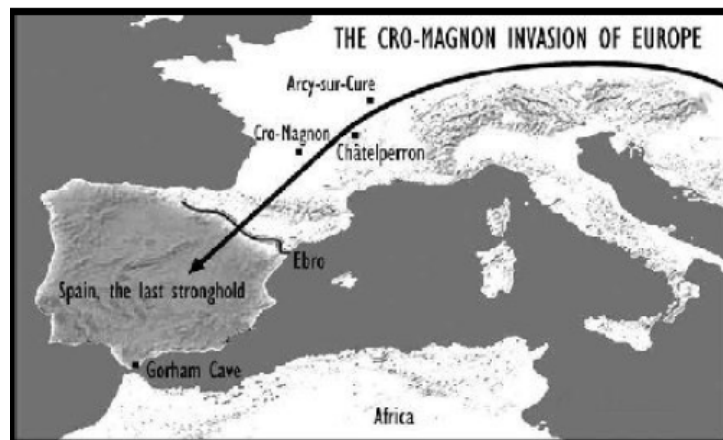 THE CRO-MAGNON INVASION OF EUROPE
Arcy-sur-Cure
Cro-Magnon
Châtelperron
Ebro
Spain, the last stronghold
Gorham Cave
Africa